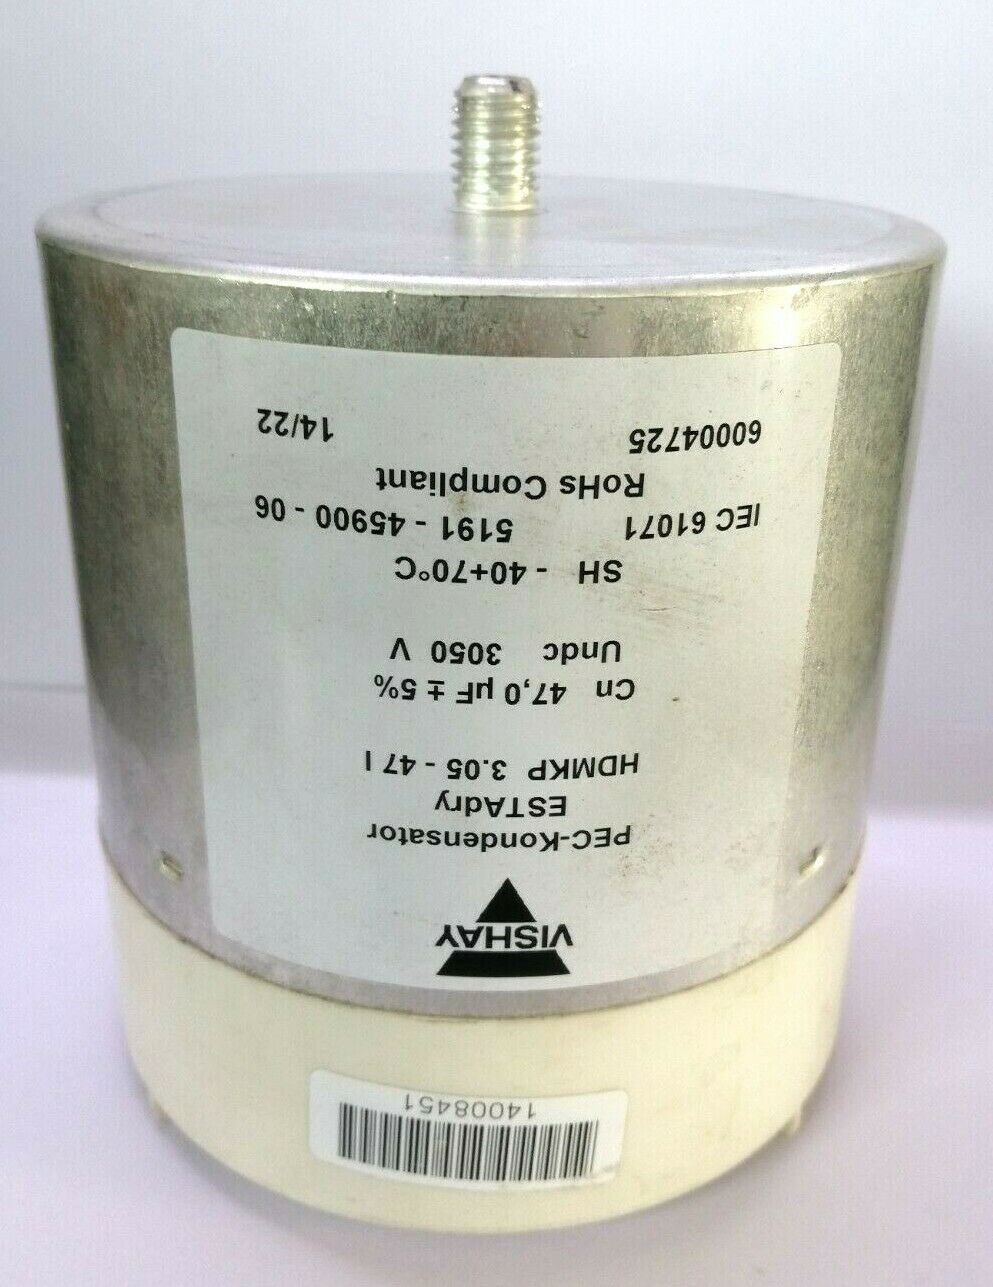 14008451
VISHAY
PEC-Kondensator
ESTAdry
HDMKP 3.05 - 47 I
Cn 47,0 µF ± 5%
Undc 3050 V
SH - 40+70°C
IEC 61071 5191 - 45900 - 06
RoHs Compliant
60004725 14/22